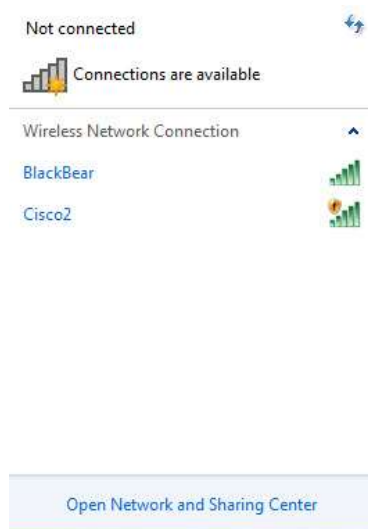 Not connected
Connections are available
Wireless Network Connection
BlackBear
Cisco2
Open Network and Sharing Center